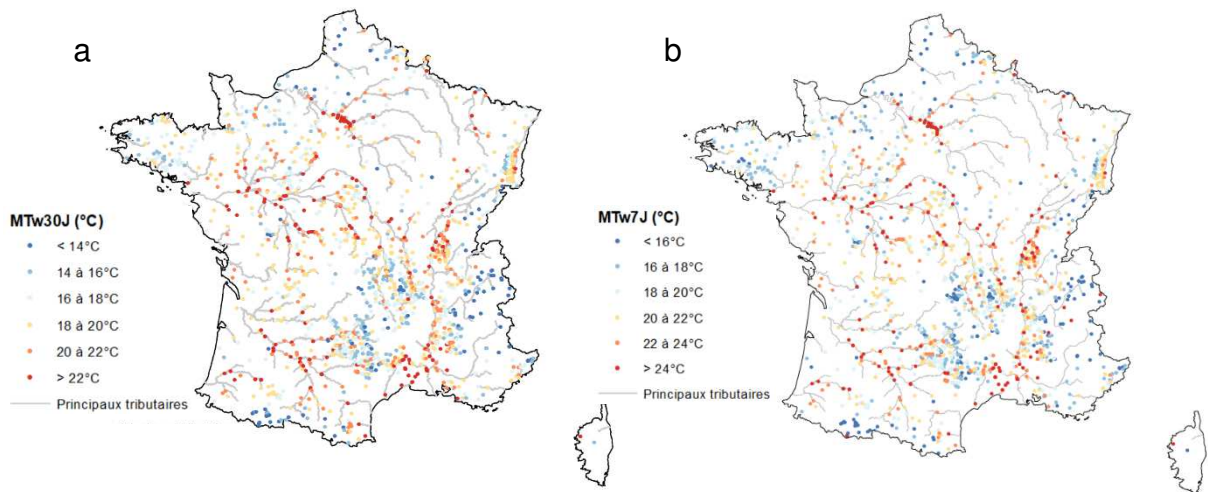 a
MTw30J (°C)
< 14°C
14 à 16°C
16 à 18°C
18 à 20°C
20 à 22°C
> 22°C
Principaux tributaires
b
MTw7J (°C)
< 16°C
16 à 18°C
18 à 20°C
20 à 22°C
22 à 24°C
> 24°C
Principaux tributaires